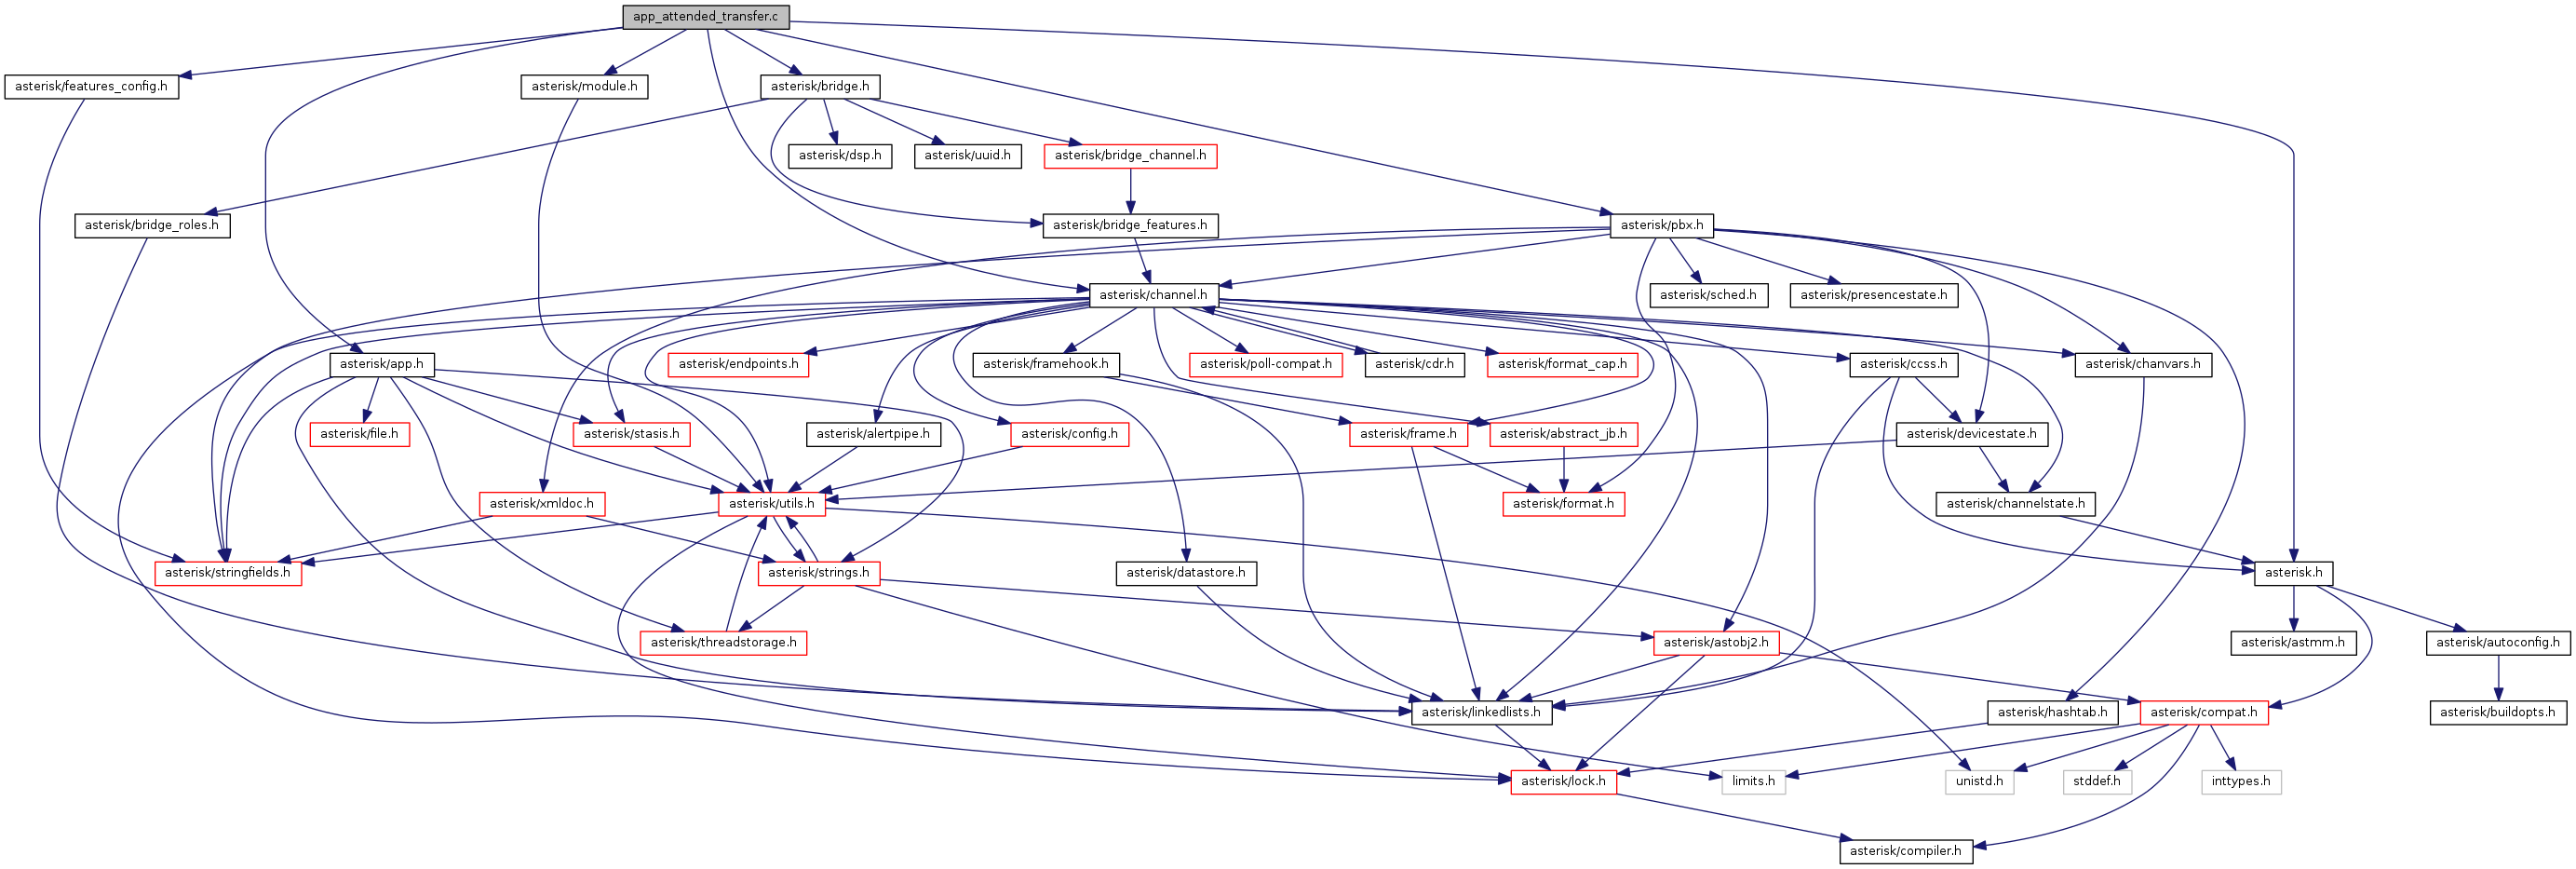 app_attended_transfer.c
asterisk/features_config.h
asterisk/module.h
asterisk/bridge.h
asterisk/dsp.h
asterisk/uuid.h
asterisk/bridge_channel.h
asterisk/bridge_roles.h
asterisk/bridge_features.h
asterisk/pbx.h
asterisk/channel.h
asterisk/sched.h
asterisk/presencestate.h
asterisk/app.h
asterisk/endpoints.h
asterisk/framehook.h
asterisk/poll-compat.h
asterisk/cdr.h
asterisk/format_cap.h
asterisk/ccss.h
asterisk/chanvars.h
asterisk/file.h
asterisk/stasis.h
asterisk/alertpipe.h
asterisk/config.h
asterisk/frame.h
asterisk/abstract_jb.h
asterisk/devicestate.h
asterisk/xmldoc.h
asterisk/utils.h
asterisk/format.h
asterisk/channelstate.h
asterisk/stringfields.h
asterisk/strings.h
asterisk/datastore.h
asterisk.h
asterisk/threadstorage.h
asterisk/astobj2.h
asterisk/astmm.h
asterisk/autoconfig.h
asterisk/linkedlists.h
asterisk/hashtab.h
asterisk/compat.h
asterisk/buildopts.h
asterisk/lock.h
limits.h
unistd.h
stddef.h
inttypes.h
asterisk/compiler.h